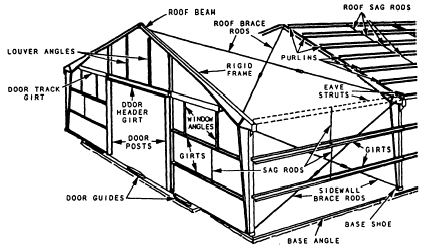 ROOF BEAM
ROOF SAG RODS
ROOF BRACE
RODS
LOUVER ANGLES
PURLINS
RIGID
FRAME
DOOR TRACK
GIRT
EAVE
STRUTS
DOOR
HEADER
GIRT
WINDOW
ANGLES
DOOR
POSTS
GIRTS
GIRTS
SAG RODS
DOOR GUIDES
SIDEWALL
BRACE RODS
BASE SHOE
BASE ANGLE